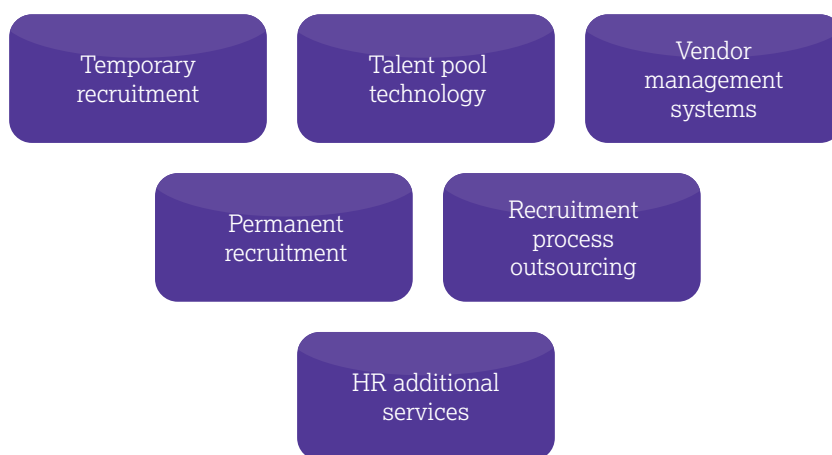 Temporary
recruitment
Talent pool
technology
Vendor
management
systems
Permanent
recruitment
Recruitment
process
outsourcing
HR additional
services